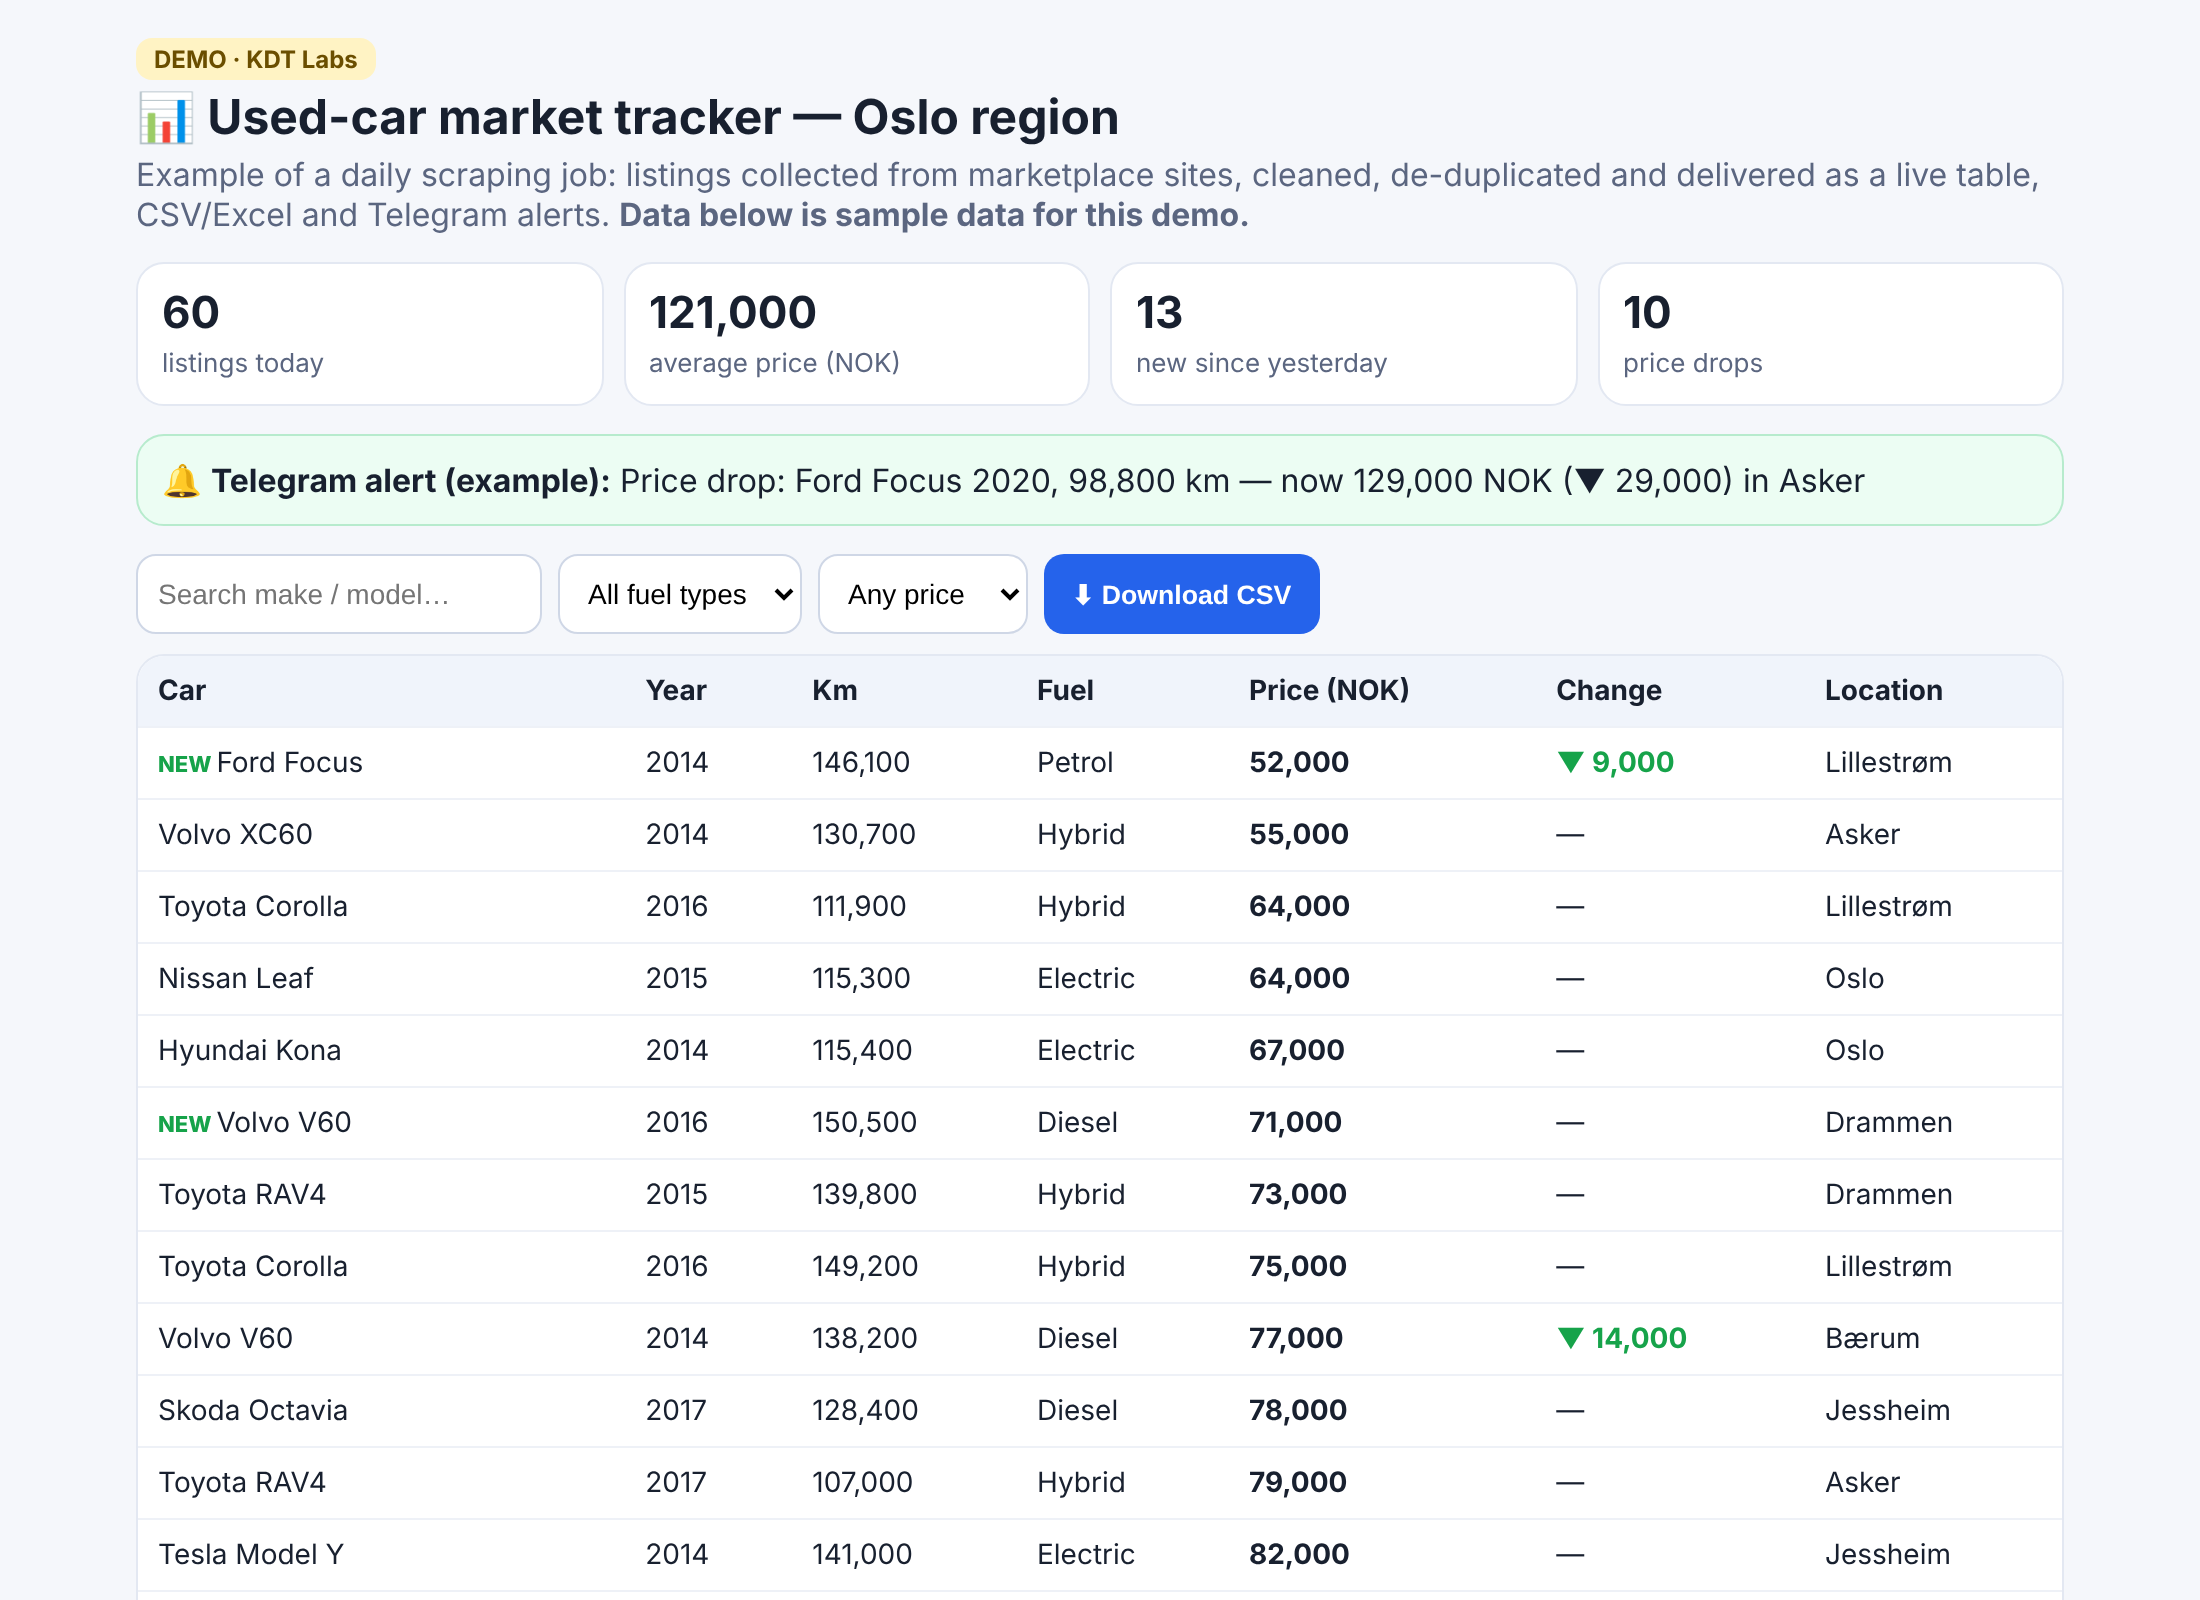 DEMO · KDT Labs
📊 Used-car market tracker — Oslo region
Example of a daily scraping job: listings collected from marketplace sites, cleaned, de-duplicated and delivered as a live table,
CSV/Excel and Telegram alerts. Data below is sample data for this demo.
60
listings today
121,000
average price (NOK)
13
new since yesterday
10
price drops
🔔 Telegram alert (example): Price drop: Ford Focus 2020, 98,800 km — now 129,000 NOK (▼ 29,000) in Asker
Search make / model…
All fuel types
Any price
⬇ Download CSV
Car Year Km Fuel Price (NOK) Change Location
NEW Ford Focus 2014 146,100 Petrol 52,000 ▼ 9,000 Lillestrøm
Volvo XC60 2014 130,700 Hybrid 55,000 — Asker
Toyota Corolla 2016 111,900 Hybrid 64,000 — Lillestrøm
Nissan Leaf 2015 115,300 Electric 64,000 — Oslo
Hyundai Kona 2014 115,400 Electric 67,000 — Oslo
NEW Volvo V60 2016 150,500 Diesel 71,000 — Drammen
Toyota RAV4 2015 139,800 Hybrid 73,000 — Drammen
Toyota Corolla 2016 149,200 Hybrid 75,000 — Lillestrøm
Volvo V60 2014 138,200 Diesel 77,000 ▼ 14,000 Bærum
Skoda Octavia 2017 128,400 Diesel 78,000 — Jessheim
Toyota RAV4 2017 107,000 Hybrid 79,000 — Asker
Tesla Model Y 2014 141,000 Electric 82,000 — Jessheim